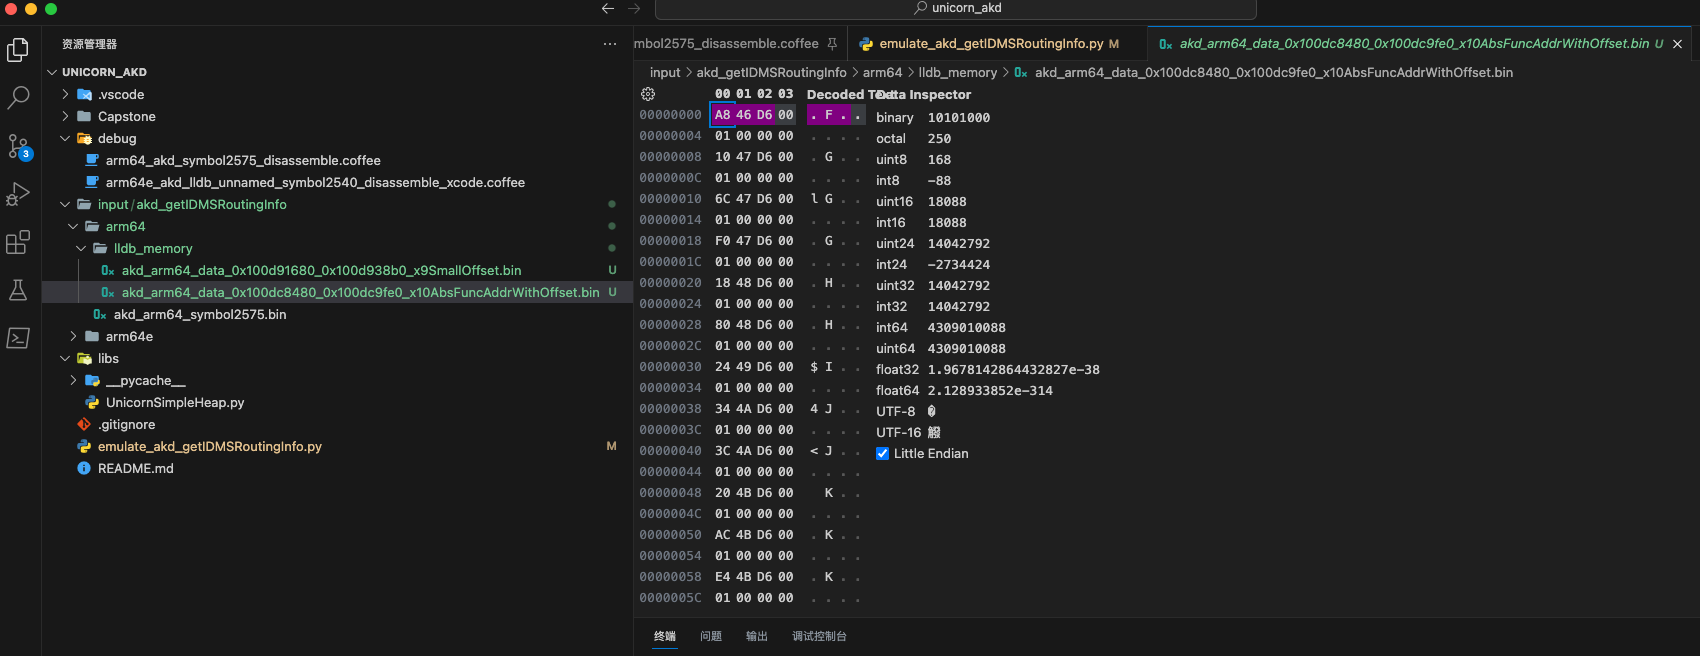 unicorn_akd
资源管理器
UNICORN_AKD
.vscode
Capstone
debug
arm64_akd_symbol2575_disassemble.coffee
arm64e_akd_lldb_unnamed_symbol2540_disassemble_xcode.coffee
input/akd_getIDMSRoutingInfo
arm64
lldb_memory
akd_arm64_data_0x100d91680_0x100d938b0_x9SmallOffset.bin U
akd_arm64_data_0x100dc8480_0x100dc9fe0_x10AbsFuncAddrWithOffset.bin U
akd_arm64_symbol2575.bin
arm64e
libs
__pycache__
UnicornSimpleHeap.py
.gitignore
emulate_akd_getIDMSRoutingInfo.py M
README.md
3
mbol2575_disassemble.coffee
emulate_akd_getIDMSRoutingInfo.py M
akd_arm64_data_0x100dc8480_0x100dc9fe0_x10AbsFuncAddrWithOffset.bin U
input > akd_getIDMSRoutingInfo > arm64 > lldb_memory > akd_arm64_data_0x100dc8480_0x100dc9fe0_x10AbsFuncAddrWithOffset.bin
00 01 02 03 Decoded Text
00000000 A8 46 D6 00 . F . .
00000004 01 00 00 00 . . . .
00000008 10 47 D6 00 . G . .
0000000C 01 00 00 00 . . . .
00000010 6C 47 D6 00 l G . .
00000014 01 00 00 00 . . . .
00000018 F0 47 D6 00 . G . .
0000001C 01 00 00 00 . . . .
00000020 18 48 D6 00 . H . .
00000024 01 00 00 00 . . . .
00000028 80 48 D6 00 . H . .
0000002C 01 00 00 00 . . . .
00000030 24 49 D6 00 $ I . .
00000034 01 00 00 00 . . . .
00000038 34 4A D6 00 4 J . .
0000003C 01 00 00 00 . . . .
00000040 3C 4A D6 00 < J . .
00000044 01 00 00 00 . . . .
00000048 20 4B D6 00 K . .
0000004C 01 00 00 00 . . . .
00000050 AC 4B D6 00 . K . .
00000054 01 00 00 00 . . . .
00000058 E4 4B D6 00 . K . .
0000005C 01 00 00 00 . . . .
Data Inspector
binary 10101000
octal 250
uint8 168
int8 -88
uint16 18088
int16 18088
uint24 14042792
int24 -2734424
uint32 14042792
int32 14042792
int64 4309010088
uint64 4309010088
float32 1.9678142864432827e-38
float64 2.128933852e-314
UTF-8 �
UTF-16
Little Endian
终端 问题 输出 调试控制台